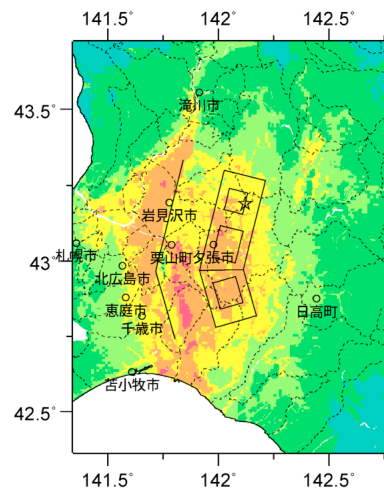 141.5˚ 142˚ 142.5˚
43.5˚
滝川市
岩見沢市
札幌市
栗山町 夕張市
43˚
北広島市
恵庭市
日高町
千歳市
苫小牧市
42.5˚
141.5˚ 142˚ 142.5˚